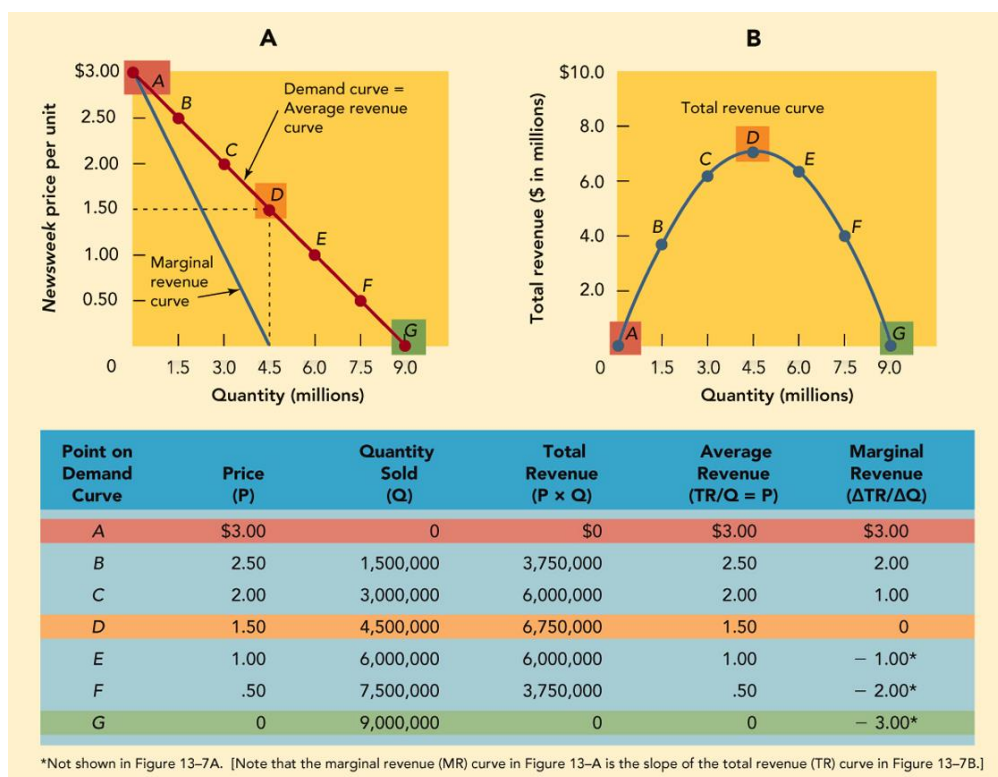 A
$3.00
2.50
2.00
1.50
1.00
0.50
0
Newsweek price per unit
A
B
C
D
E
F
G
Demand curve =
Average revenue
curve
Marginal
revenue
curve
1.5 3.0 4.5 6.0 7.5 9.0
Quantity (millions)
B
$10.0
8.0
6.0
4.0
2.0
0
Total revenue ($ in millions)
Total revenue curve
A
B
C
D
E
F
G
1.5 3.0 4.5 6.0 7.5 9.0
Quantity (millions)
Point on Quantity Total Average Marginal
Demand Price Sold Revenue Revenue Revenue
Curve (P) (Q) (P × Q) (TR/Q = P) (ΔTR/ΔQ)
A $3.00 0 $0 $3.00 $3.00
B 2.50 1,500,000 3,750,000 2.50 2.00
C 2.00 3,000,000 6,000,000 2.00 1.00
D 1.50 4,500,000 6,750,000 1.50 0
E 1.00 6,000,000 6,000,000 1.00 – 1.00*
F .50 7,500,000 3,750,000 .50 – 2.00*
G 0 9,000,000 0 0 – 3.00*
*Not shown in Figure 13–7A. [Note that the marginal revenue (MR) curve in Figure 13–A is the slope of the total revenue (TR) curve in Figure 13–7B.]